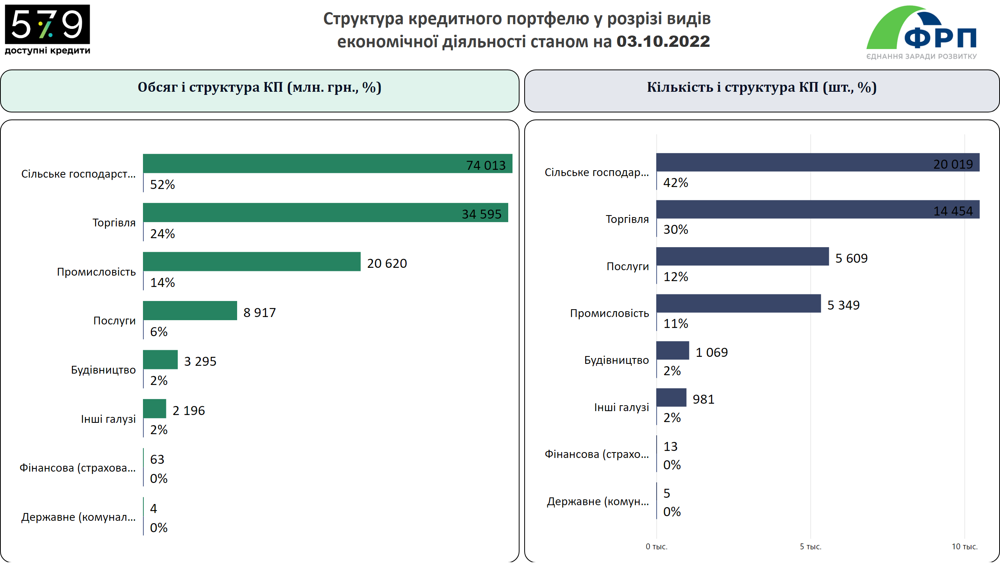 5%7%9
доступні кредити
Структура кредитного портфелю у розрізі видів
економічної діяльності станом на 03.10.2022
ФРП
ЄДНАННЯ ЗАРАДИ РОЗВИТКУ
Обсяг і структура КП (млн. грн., %)
Сільське господарст...
74 013
52%
Торгівля
34 595
24%
Промисловість
20 620
14%
Послуги
8 917
6%
Будівництво
3 295
2%
Інші галузі
2 196
2%
Фінансова (страхова...
63
0%
Державне (комунал...
4
0%
Кількість і структура КП (шт., %)
Сільське господар...
20 019
42%
Торгівля
14 454
30%
Послуги
5 609
12%
Промисловість
5 349
11%
Будівництво
1 069
2%
Інші галузі
981
2%
Фінансова (страхо...
13
0%
Державне (комун...
5
0%
0 тыс. 5 тыс. 10 тыс.